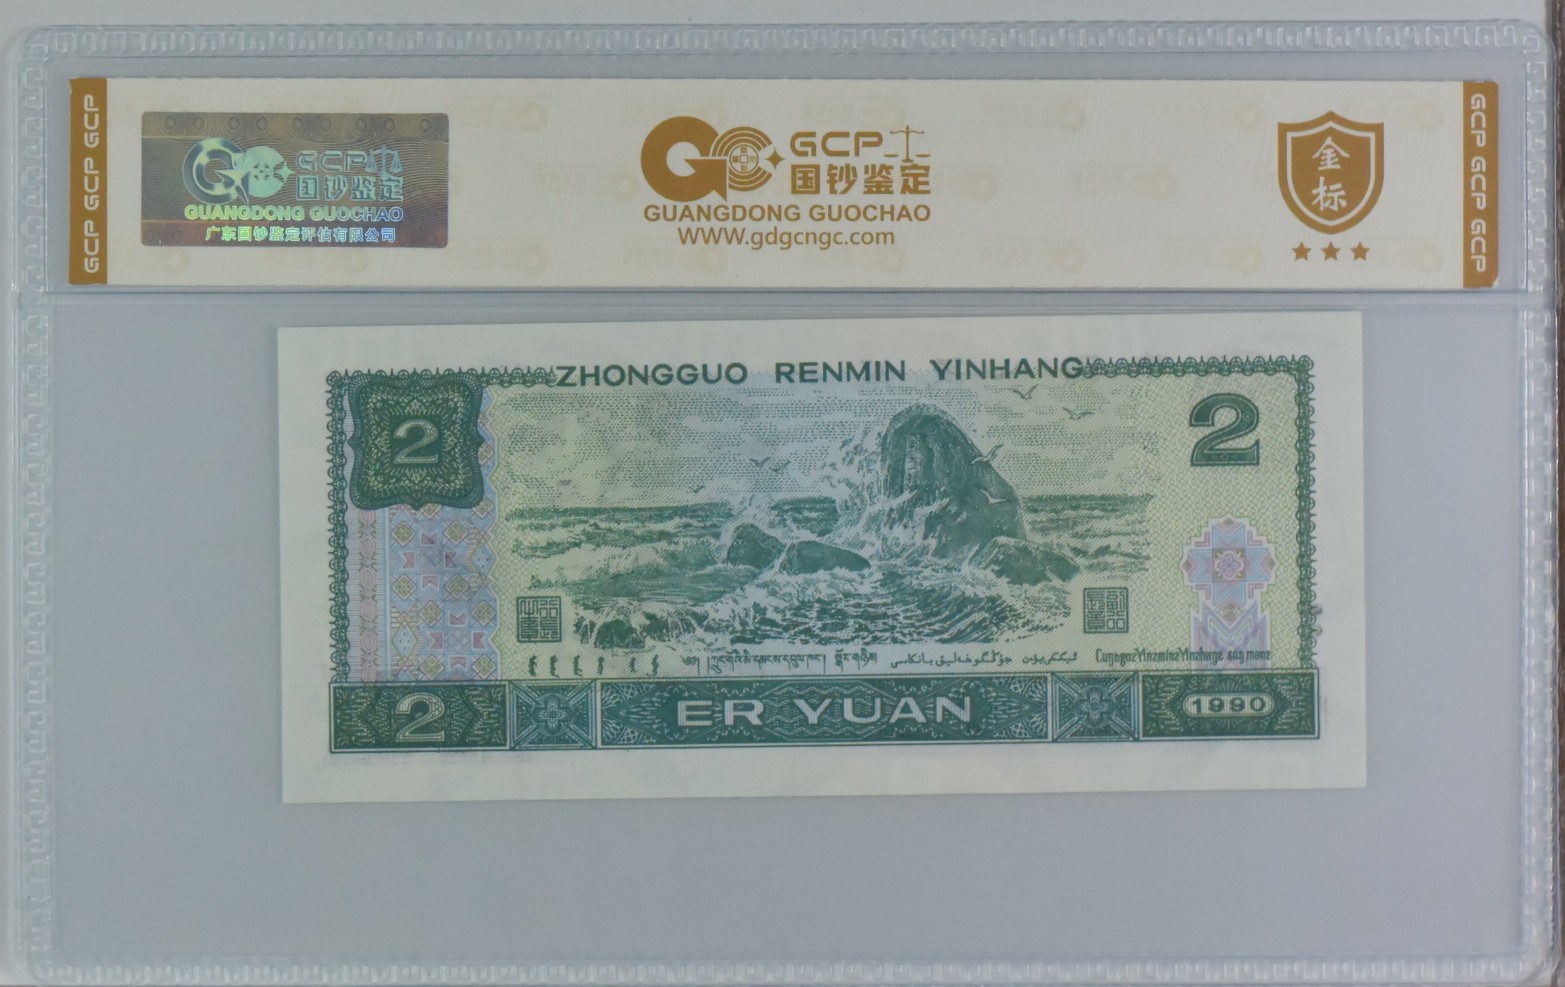 GCP GCP GCP
GCP 国钞鉴定
GUANGDONG GUOCHAO
广东国钞鉴定评估有限公司
GCP
国钞鉴定
GUANGDONG GUOCHAO
WWW.gdgcngc.com
金标
GCP GCP GCP
ZHONGGUO RENMIN YINHANG
2
2
2
ER YUAN
1990